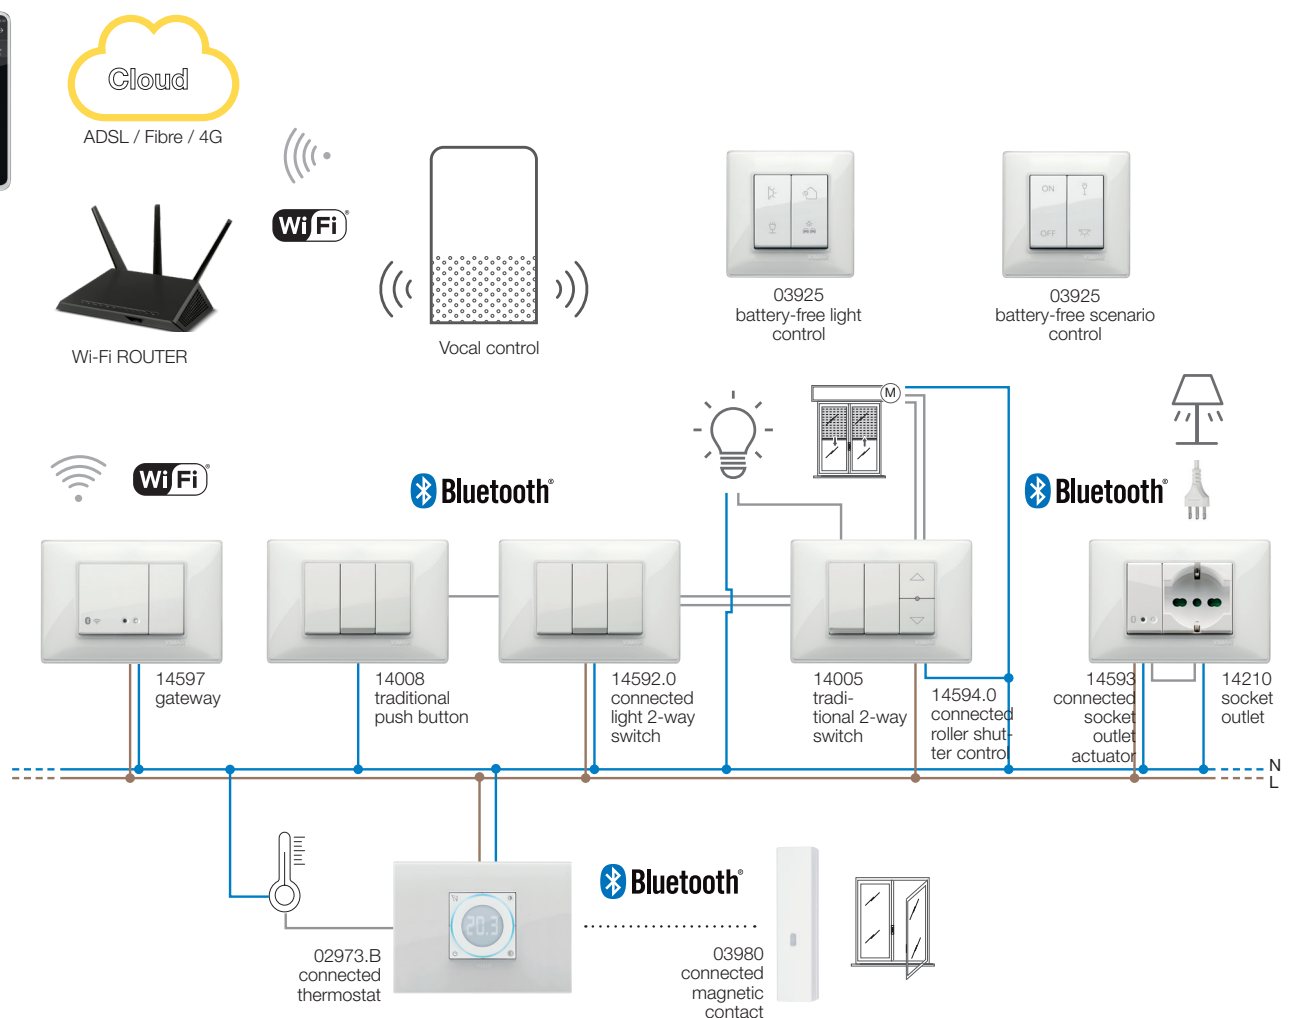 Cloud
ADSL / Fibre / 4G
Wi Fi
Wi-Fi ROUTER
Vocal control
ON
OFF
03925
battery-free light
control
03925
battery-free scenario
control
M
Wi Fi
Bluetooth®
Bluetooth®
14597
gateway
14008
traditional
push button
14592.0
connected
light 2-way
switch
14005
tradi-
tional 2-way
switch
14594.0
connected
roller shut-
ter control
14593
connected
socket
outlet
actuator
14210
socket
outlet
N
L
20.3
02973.B
connected
thermostat
Bluetooth®
03980
connected
magnetic
contact